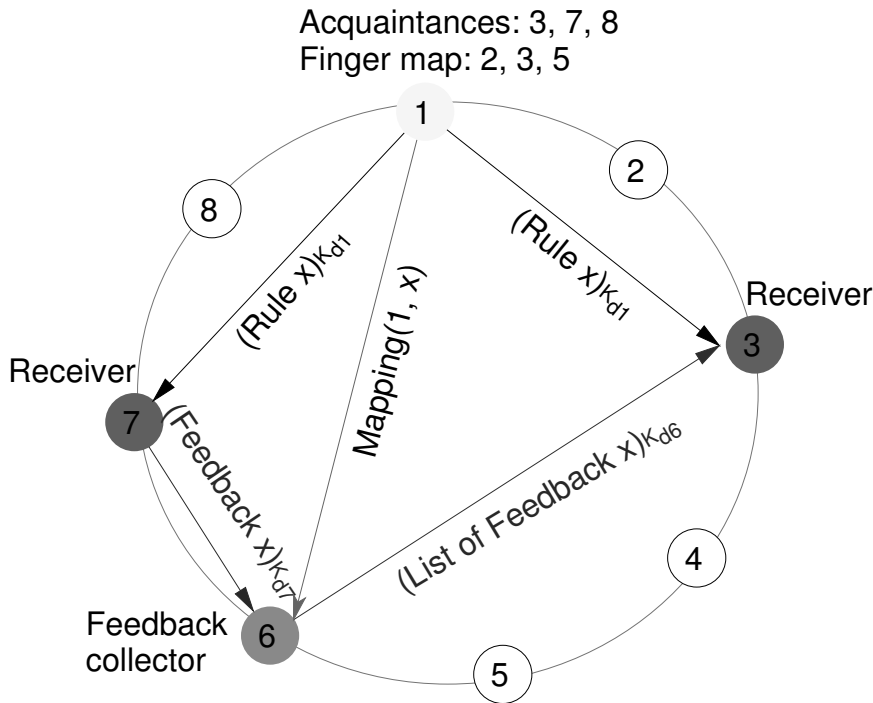 Acquaintances: 3, 7, 8
Finger map: 2, 3, 5
1
2
8
(Rule x)Kd1
(Rule x)Kd1
Mapping(1, x)
Receiver
3
Receiver
7
(Feedback x)Kd7
(List of Feedback x)Kd6
4
Feedback
collector
6
5